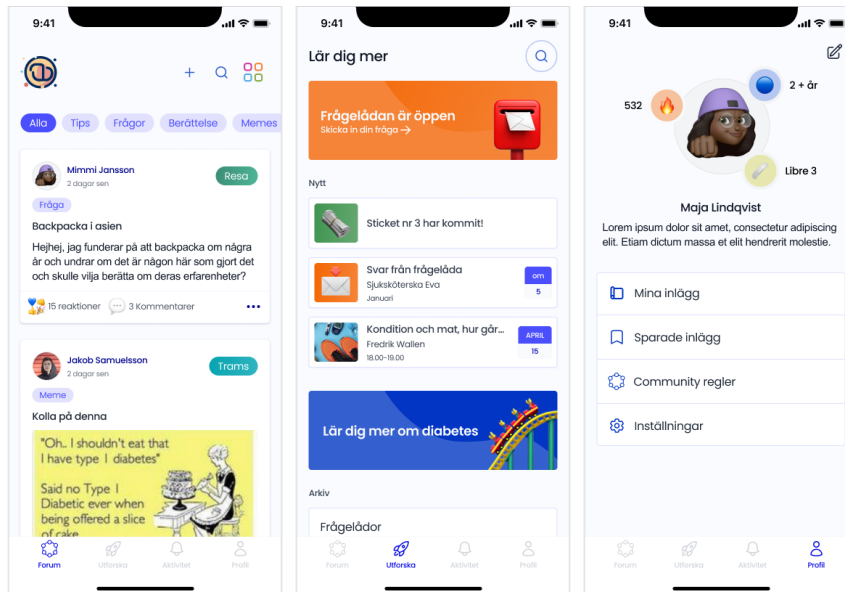 9:41
Alla Tips Frågor Berättelse Memes
Mimmi Jansson
2 dagar sen
Resa
Fråga
Backpacka i asien
Hejhej, jag funderar på att backpacka om några
år och undrar om det är någon här som gjort det
och skulle vilja berätta om deras erfarenheter?
15 reaktioner 3 Kommentarer
Jakob Samuelsson
2 dagar sen
Trams
Meme
Kolla på denna
"Oh.. I shouldn't eat that
I have type 1 diabetes"
Said no Type 1
Diabetic ever when
being offered a slice
of cake
Forum Utforska Aktivitet Profil
9:41
Lär dig mer
Frågelådan är öppen
Skicka in din fråga
Nytt
Sticket nr 3 har kommit!
Svar från frågelåda
Sjuksköterska Eva
Januari
om
5
Kondition och mat, hur går...
Fredrik Wallen
18.00-19.00
APRIL
15
Lär dig mer om diabetes
Arkiv
Frågelådor
Forum Utforska Aktivitet Profil
9:41
2 + år
532
Libre 3
Maja Lindqvist
Lorem ipsum dolor sit amet, consectetur adipiscing
elit. Etiam dictum massa et elit hendrerit molestie.
Mina inlägg
Sparade inlägg
Community regler
Inställningar
Forum Utforska Aktivitet Profil